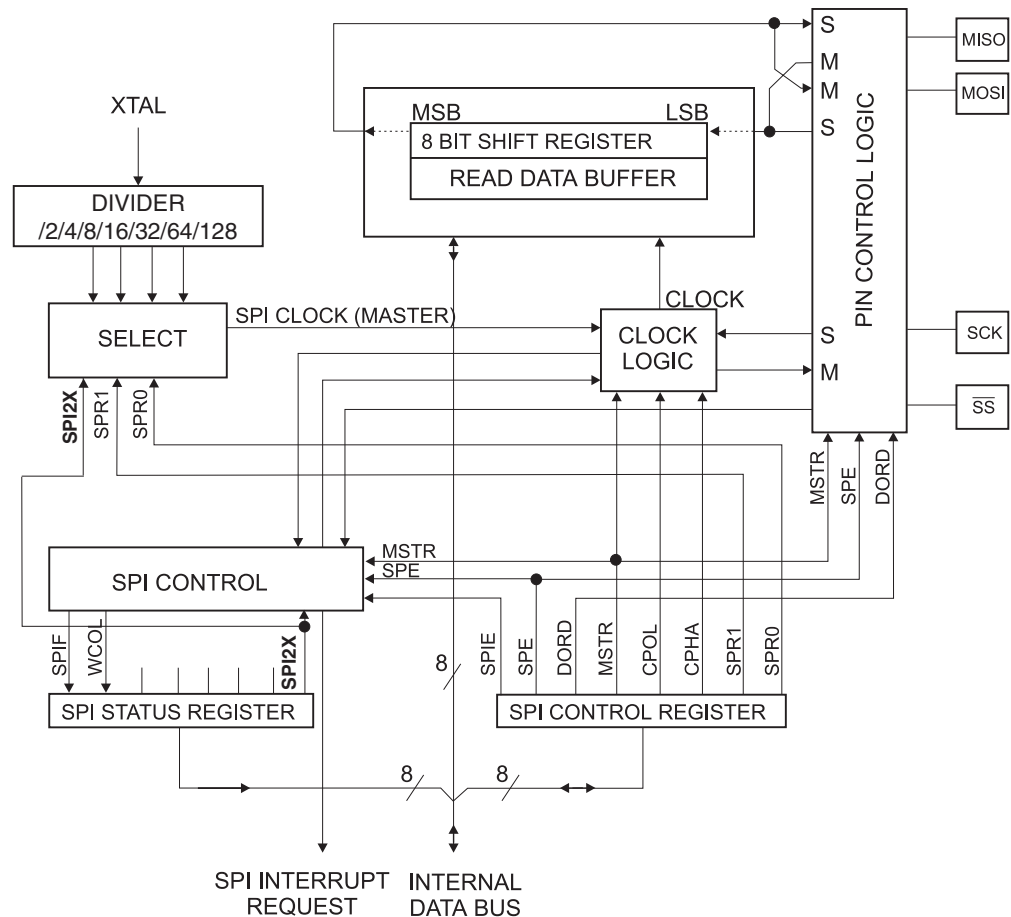 S
MISO
M
MOSI
M
S
PIN CONTROL LOGIC
XTAL
MSB
LSB
8 BIT SHIFT REGISTER
READ DATA BUFFER
DIVIDER
/2/4/8/16/32/64/128
SELECT
SPI CLOCK (MASTER)
CLOCK
CLOCK
LOGIC
S
M
SCK
SS
SPI2X
SPR1
SPR0
MSTR
SPE
DORD
SPI CONTROL
MSTR
SPE
SPIF
WCOL
SPI2X
8
SPIE
SPE
DORD
MSTR
CPOL
CPHA
SPR1
SPR0
SPI STATUS REGISTER
SPI CONTROL REGISTER
8
8
SPI INTERRUPT
REQUEST
INTERNAL
DATA BUS